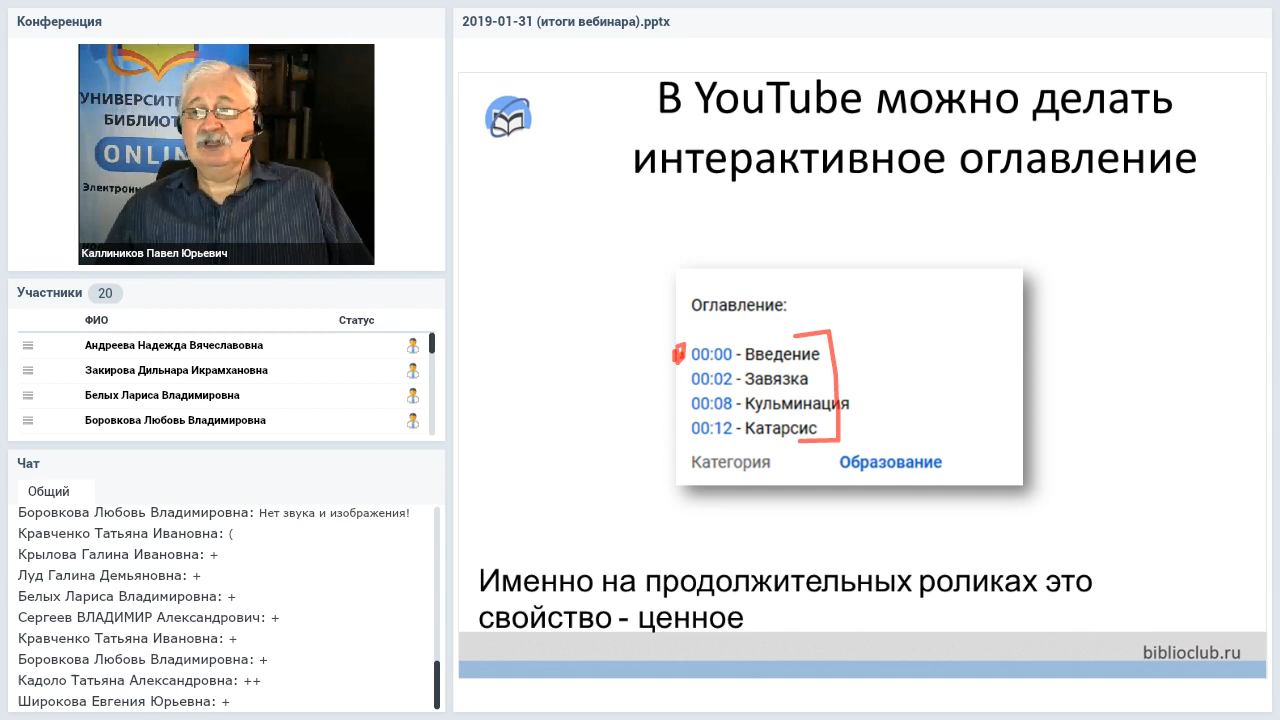 Конференция
УНИВЕРСИТ
БИБЛИОТ
ONLIN
Электрон
Каллиников Павел Юрьевич
Участники 20
ФИО Статус
Андреева Надежда Вячеславовна
Закирова Дильнара Икрамхановна
Белых Лариса Владимировна
Боровкова Любовь Владимировна
Чат
Общий
Боровкова Любовь Владимировна: Нет звука и изображения!
Кравченко Татьяна Ивановна: (
Крылова Галина Ивановна: +
Луд Галина Демьяновна: +
Белых Лариса Владимировна: +
Сергеев ВЛАДИМИР Александрович: +
Кравченко Татьяна Ивановна: +
Боровкова Любовь Владимировна: +
Кадоло Татьяна Александровна: ++
Широкова Евгения Юрьевна: +
2019-01-31 (итоги вебинара).pptx
В YouTube можно делать
интерактивное оглавление
Оглавление:
00:00 - Введение
00:02 - Завязка
00:08 - Кульминация
00:12 - Катарсис
Категория Образование
Именно на продолжительных роликах это
свойство - ценное
biblioclub.ru